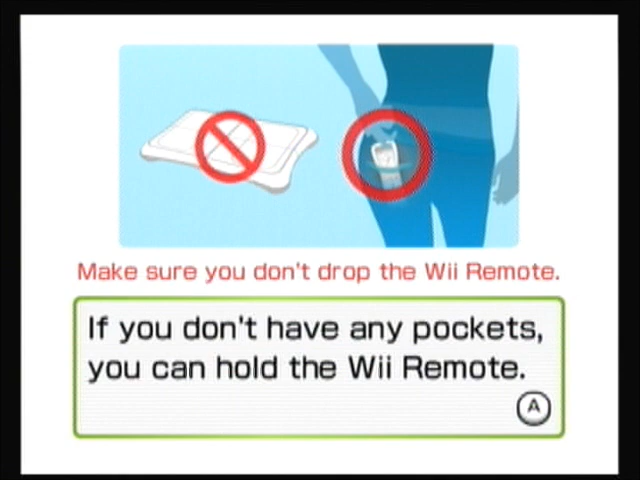 Make sure you don't drop the Wii Remote.
If you don't have any pockets,
you can hold the Wii Remote.
A